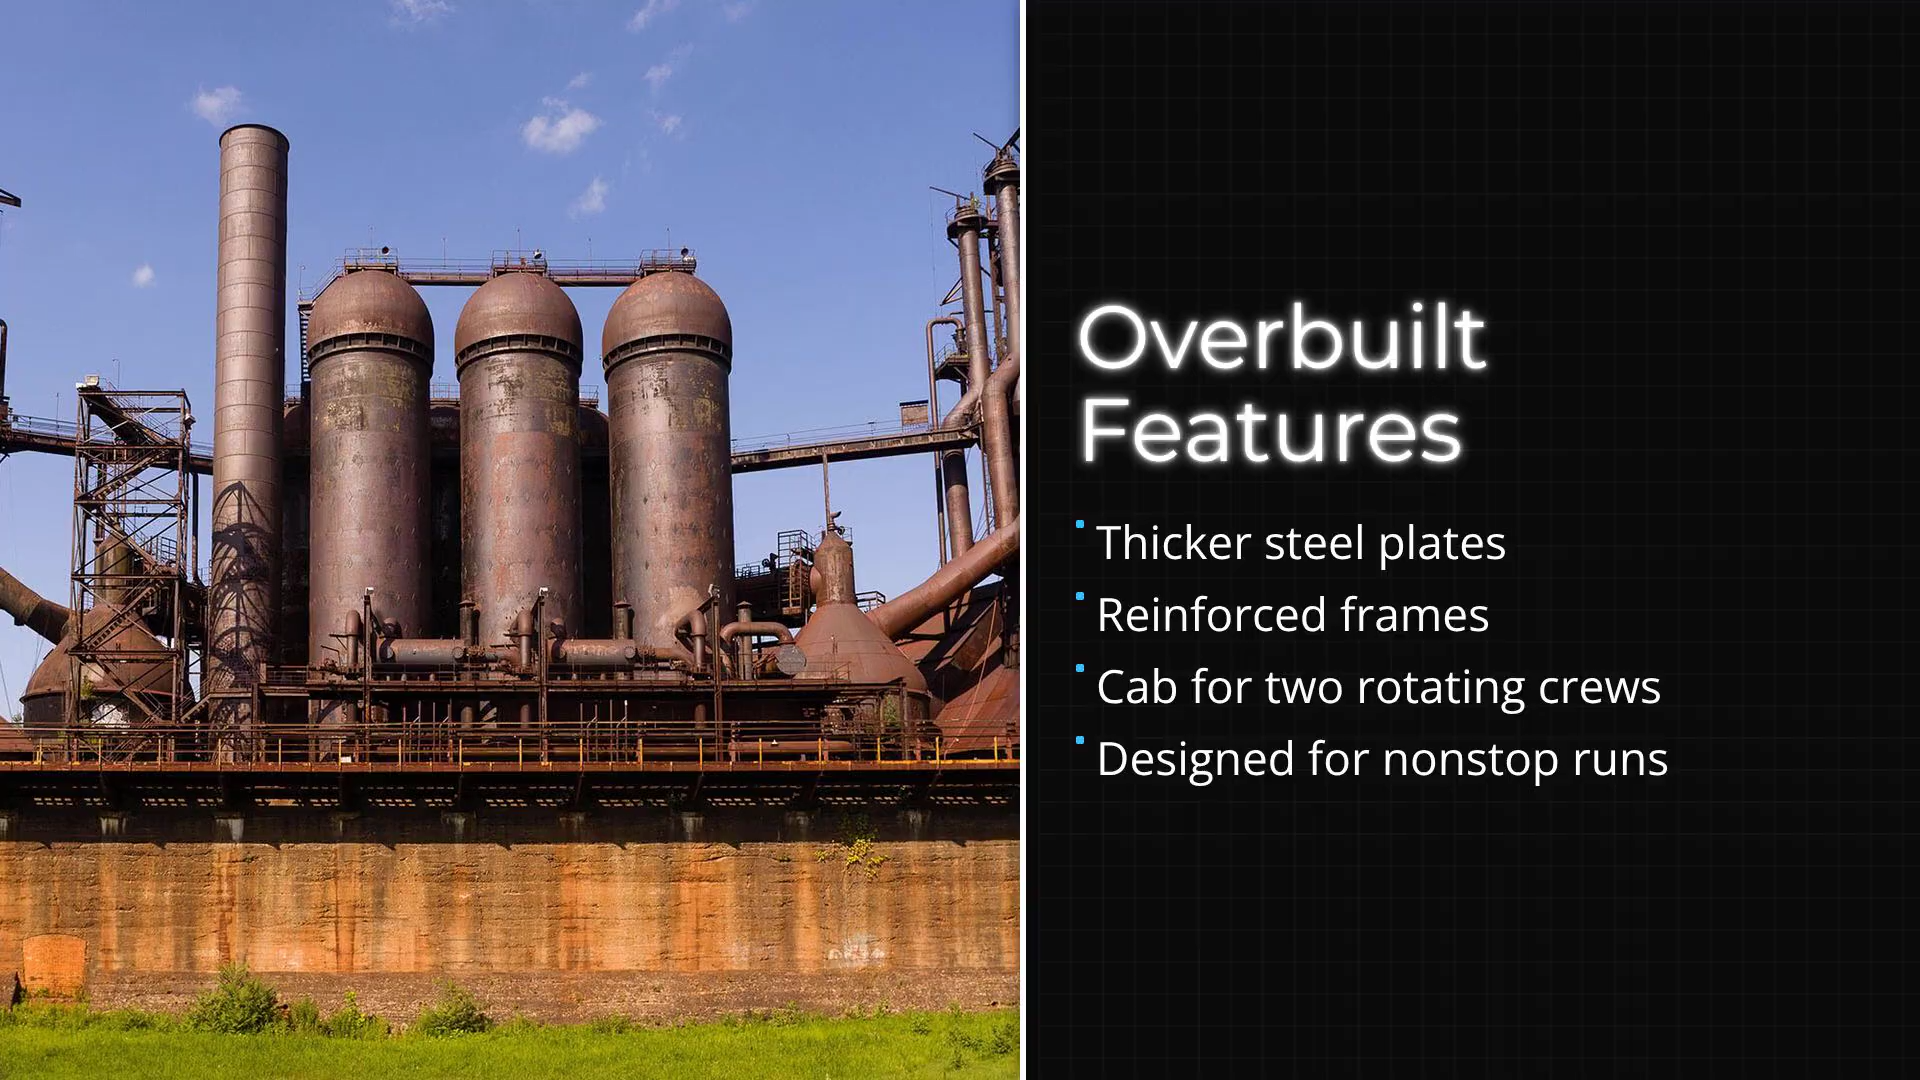 Overbuilt
Features
Thicker steel plates
Reinforced frames
Cab for two rotating crews
Designed for nonstop runs